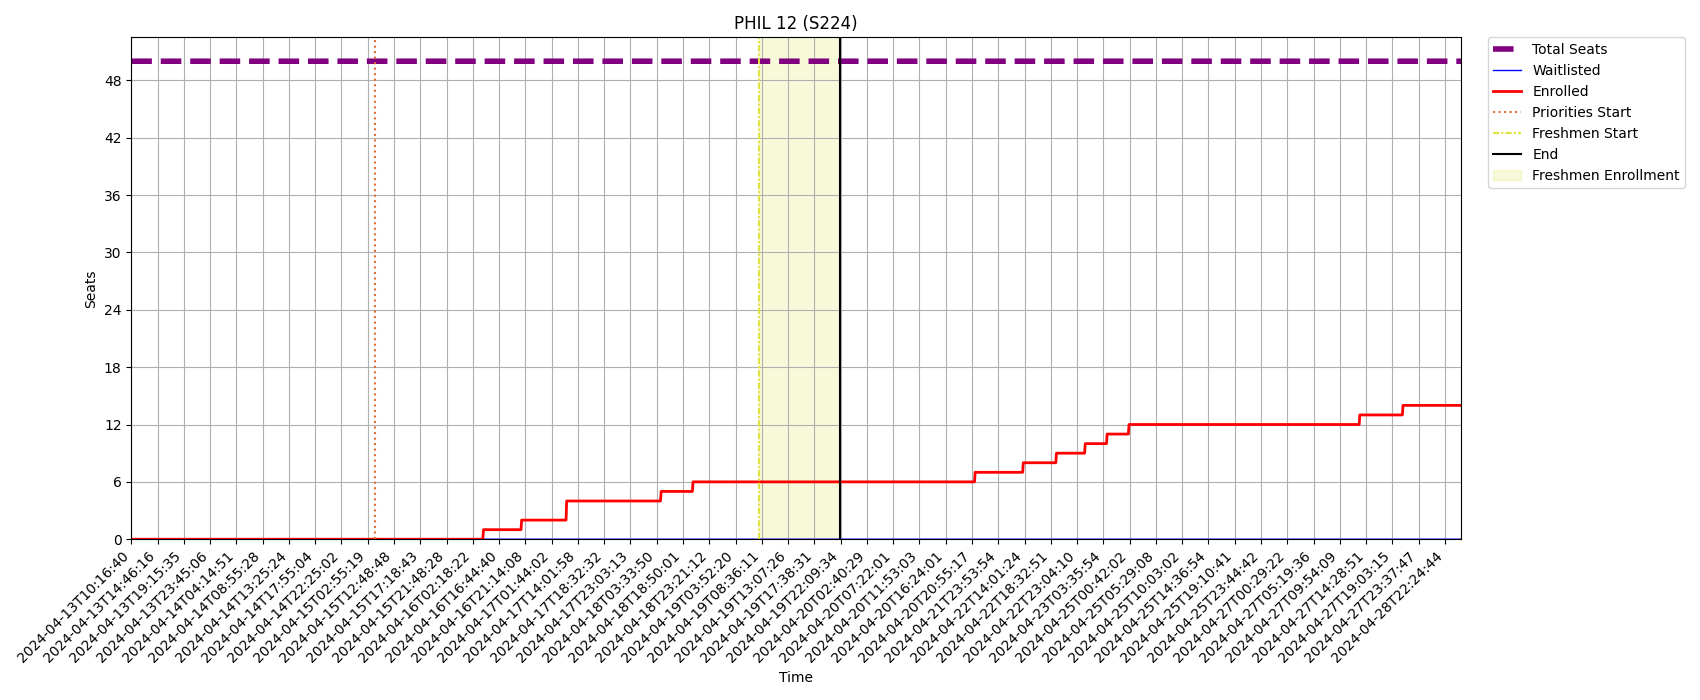 PHIL 12 (S224)
Total Seats
Waitlisted
Enrolled
Priorities Start
Freshmen Start
End
Freshmen Enrollment
Seats
48
42
36
30
24
18
12
6
0
2024-04-13T10:16:40
2024-04-13T14:46:16
2024-04-13T19:15:35
2024-04-13T23:45:06
2024-04-14T04:14:51
2024-04-14T08:55:28
2024-04-14T13:25:24
2024-04-14T17:55:04
2024-04-14T22:25:02
2024-04-15T02:55:19
2024-04-15T12:48:48
2024-04-15T17:18:43
2024-04-15T21:48:28
2024-04-16T02:18:22
2024-04-16T16:44:40
2024-04-16T21:14:08
2024-04-17T01:44:02
2024-04-17T14:01:58
2024-04-17T18:32:32
2024-04-17T23:03:13
2024-04-18T03:33:50
2024-04-18T18:50:01
2024-04-18T23:21:12
2024-04-19T03:52:20
2024-04-19T08:36:11
2024-04-19T13:07:26
2024-04-19T17:38:31
2024-04-19T22:09:34
2024-04-20T02:40:29
2024-04-20T07:22:01
2024-04-20T11:53:03
2024-04-20T16:24:01
2024-04-20T20:55:17
2024-04-21T23:53:54
2024-04-22T14:01:24
2024-04-22T18:32:51
2024-04-22T23:04:10
2024-04-23T03:35:54
2024-04-25T00:42:02
2024-04-25T05:29:08
2024-04-25T10:03:02
2024-04-25T14:36:54
2024-04-25T19:10:41
2024-04-25T23:44:42
2024-04-27T00:29:22
2024-04-27T05:19:36
2024-04-27T09:54:09
2024-04-27T14:28:51
2024-04-27T19:03:15
2024-04-27T23:37:47
2024-04-28T22:24:44
Time